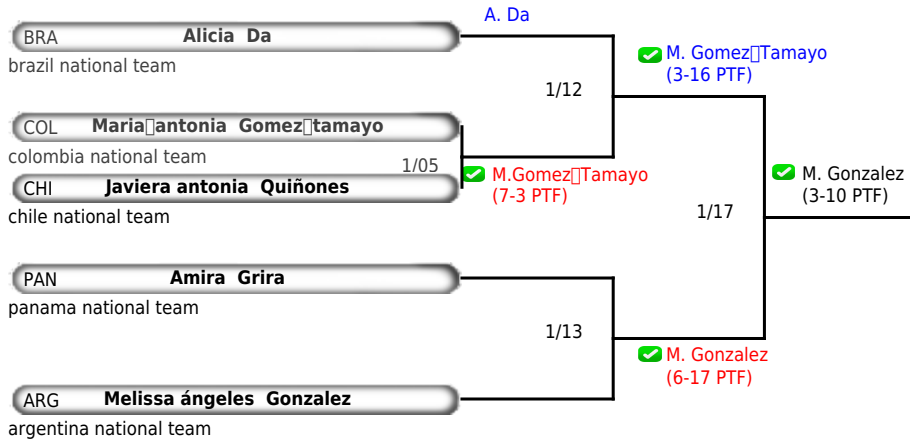 A. Da
BRA Alicia Da
brazil national team
M. Gomez▯Tamayo
(3-16 PTF)
1/12
COL Maria▯antonia Gomez▯tamayo
colombia national team
1/05
M.Gomez▯Tamayo
(7-3 PTF)
CHI Javiera antonia Quiñones
chile national team
M. Gonzalez
(3-10 PTF)
1/17
PAN Amira Grira
panama national team
1/13
M. Gonzalez
(6-17 PTF)
ARG Melissa ángeles Gonzalez
argentina national team